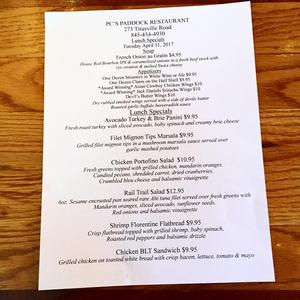 PC'S PADDOCK RESTAURANT
273 Titusville Road
845-454-4930
Lunch Specials
Tuesday April 11, 2017
Soup
French Onion au Gratin $4.95
House Red Bourbon IPA & caramelized onions in a fresh beef stock with
rye crouton & melted Swiss cheese
Appetizers
One Dozen Steamers in White Wine or Ale $9.95
One Dozen Clams on the Half Shell $9.95
*Award Winning* Asian Cowboy Chicken Wings $10
*Award Winning* Jack Daniels Sriracha Wings $10
Devil's Butter Wings $10
Dry rubbed smoked wings served with a side of devils butter
Roasted garlic buffalo horseradish sauce
Lunch Specials
Avocado Turkey & Brie Panini $9.95
Fresh roast turkey with sliced avocado, baby spinach and creamy brie cheese
Filet Mignon Tips Marsala $9.95
Grilled filet mignon tips in a mushroom marsala sauce served over
garlic mashed potatoes
Chicken Portofino Salad $10.95
Fresh greens topped with grilled chicken, mandarin oranges,
Candied pecans, shredded carrot, dried cranberries,
Crumbled bleu cheese and balsamic vinaigrette
Rail Trail Salad $12.95
6oz. Sesame encrusted pan seared rare Ahi tuna filet served over fresh greens with
Mandarin oranges, sliced avocado, sunflower seeds,
Red onions and balsamic vinaigrette
Shrimp Florentine Flatbread $9.95
Crisp flatbread topped with grilled shrimp, baby spinach,
Roasted red peppers and balsamic drizzle
Chicken BLT Sandwich $9.95
Grilled chicken on toasted white bread with crisp bacon, lettuce, tomato & mayo